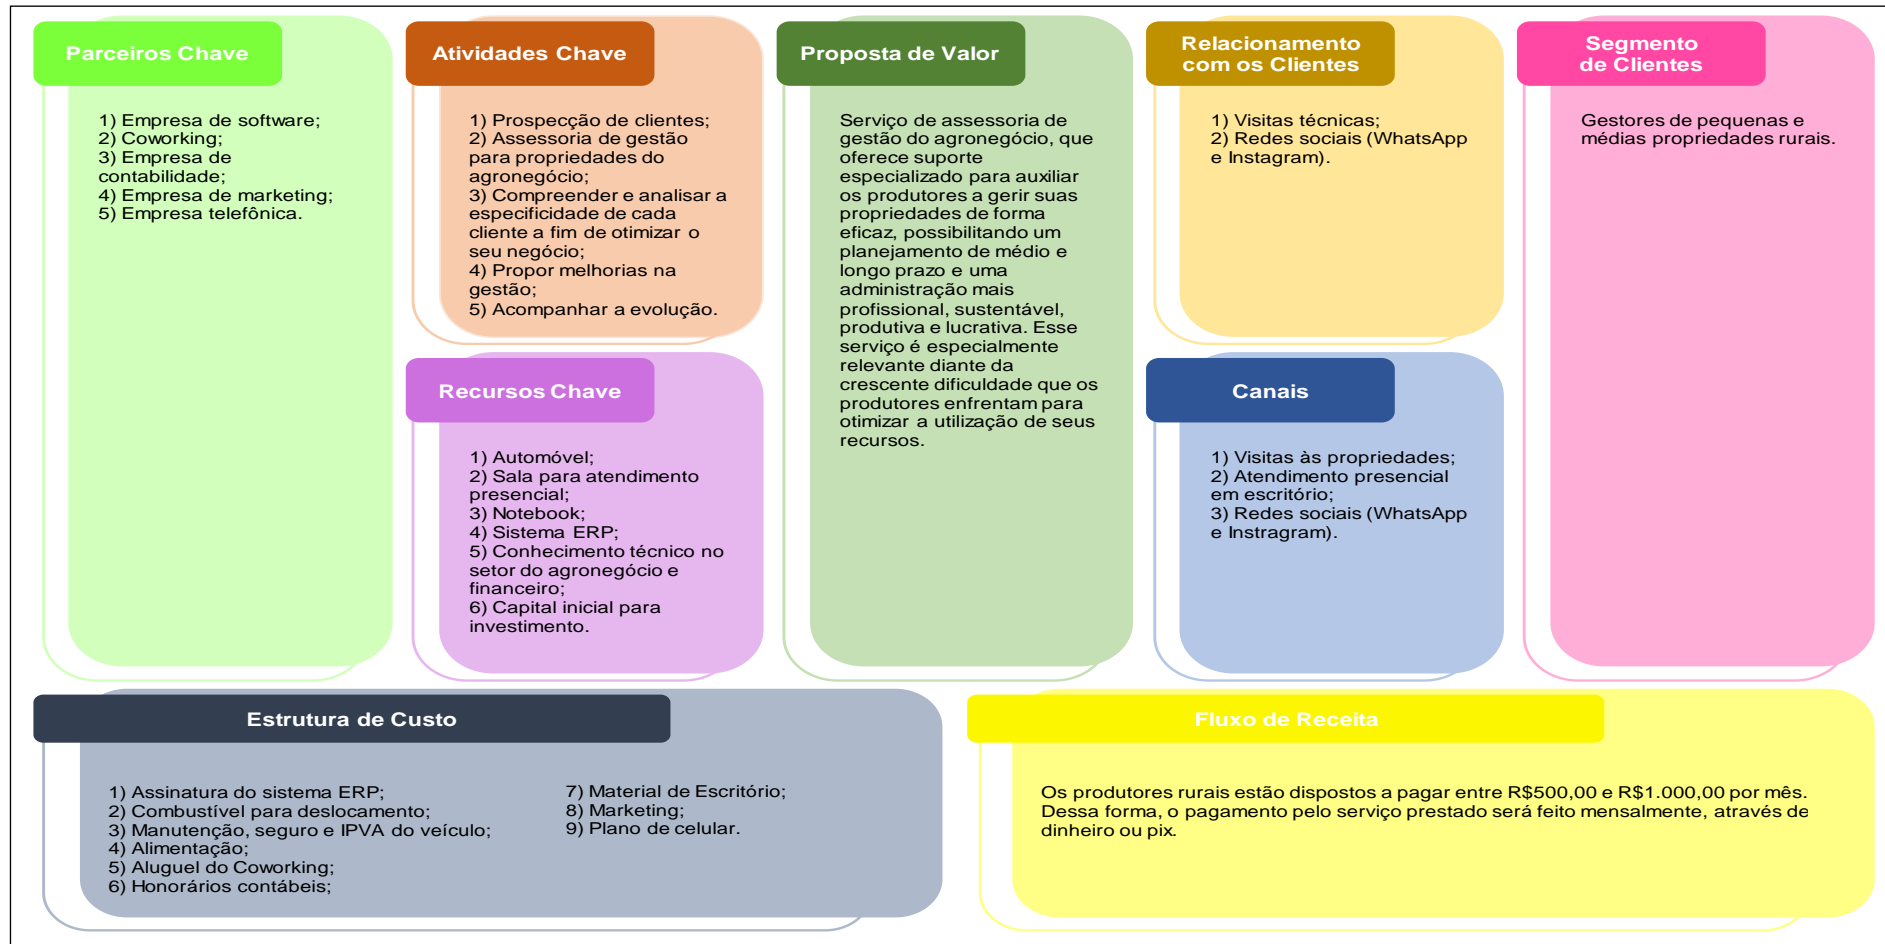 Parceiros Chave
1) Empresa de software;
2) Coworking;
3) Empresa de
contabilidade;
4) Empresa de marketing;
5) Empresa telefônica.
Atividades Chave
1) Prospecção de clientes;
2) Assessoria de gestão
para propriedades do
agronegócio;
3) Compreender e analisar a
especificidade de cada
cliente a fim de otimizar o
seu negócio;
4) Propor melhorias na
gestão;
5) Acompanhar a evolução.
Recursos Chave
1) Automóvel;
2) Sala para atendimento
presencial;
3) Notebook;
4) Sistema ERP;
5) Conhecimento técnico no
setor do agronegócio e
financeiro;
6) Capital inicial para
investimento.
Proposta de Valor
Serviço de assessoria de
gestão do agronegócio, que
oferece suporte
especializado para auxiliar
os produtores a gerir suas
propriedades de forma
eficaz, possibilitando um
planejamento de médio e
longo prazo e uma
administração mais
profissional, sustentável,
produtiva e lucrativa. Esse
serviço é especialmente
relevante diante da
crescente dificuldade que os
produtores enfrentam para
otimizar a utilização de seus
recursos.
Relacionamento
com os Clientes
1) Visitas técnicas;
2) Redes sociais (WhatsApp
e Instagram).
Canais
1) Visitas às propriedades;
2) Atendimento presencial
em escritório;
3) Redes sociais (WhatsApp
e Instragram).
Segmento
de Clientes
Gestores de pequenas e
médias propriedades rurais.
Estrutura de Custo
1) Assinatura do sistema ERP;
2) Combustível para deslocamento;
3) Manutenção, seguro e IPVA do veículo;
4) Alimentação;
5) Aluguel do Coworking;
6) Honorários contábeis;
7) Material de Escritório;
8) Marketing;
9) Plano de celular.
Fluxo de Receita
Os produtores rurais estão dispostos a pagar entre R$500,00 e R$1.000,00 por mês.
Dessa forma, o pagamento pelo serviço prestado será feito mensalmente, através de
dinheiro ou pix.